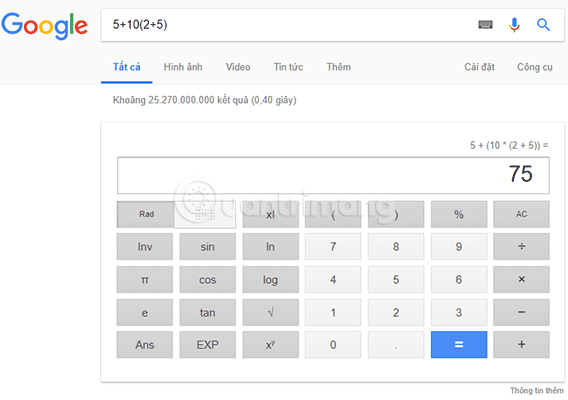 Google 5+10(2+5)
Tất cả Hình ảnh Video Tin tức Thêm Cài đặt Công cụ
Khoảng 25.270.000.000 kết quả (0,40 giây)
5 + (10 * (2 + 5)) =
75
Quantrimang
Rad x! ( ) % AC
Inv sin ln 7 8 9 ÷
π cos log 4 5 6 ×
e tan √ 1 2 3 −
Ans EXP xʸ 0 . = +
Thông tin thêm